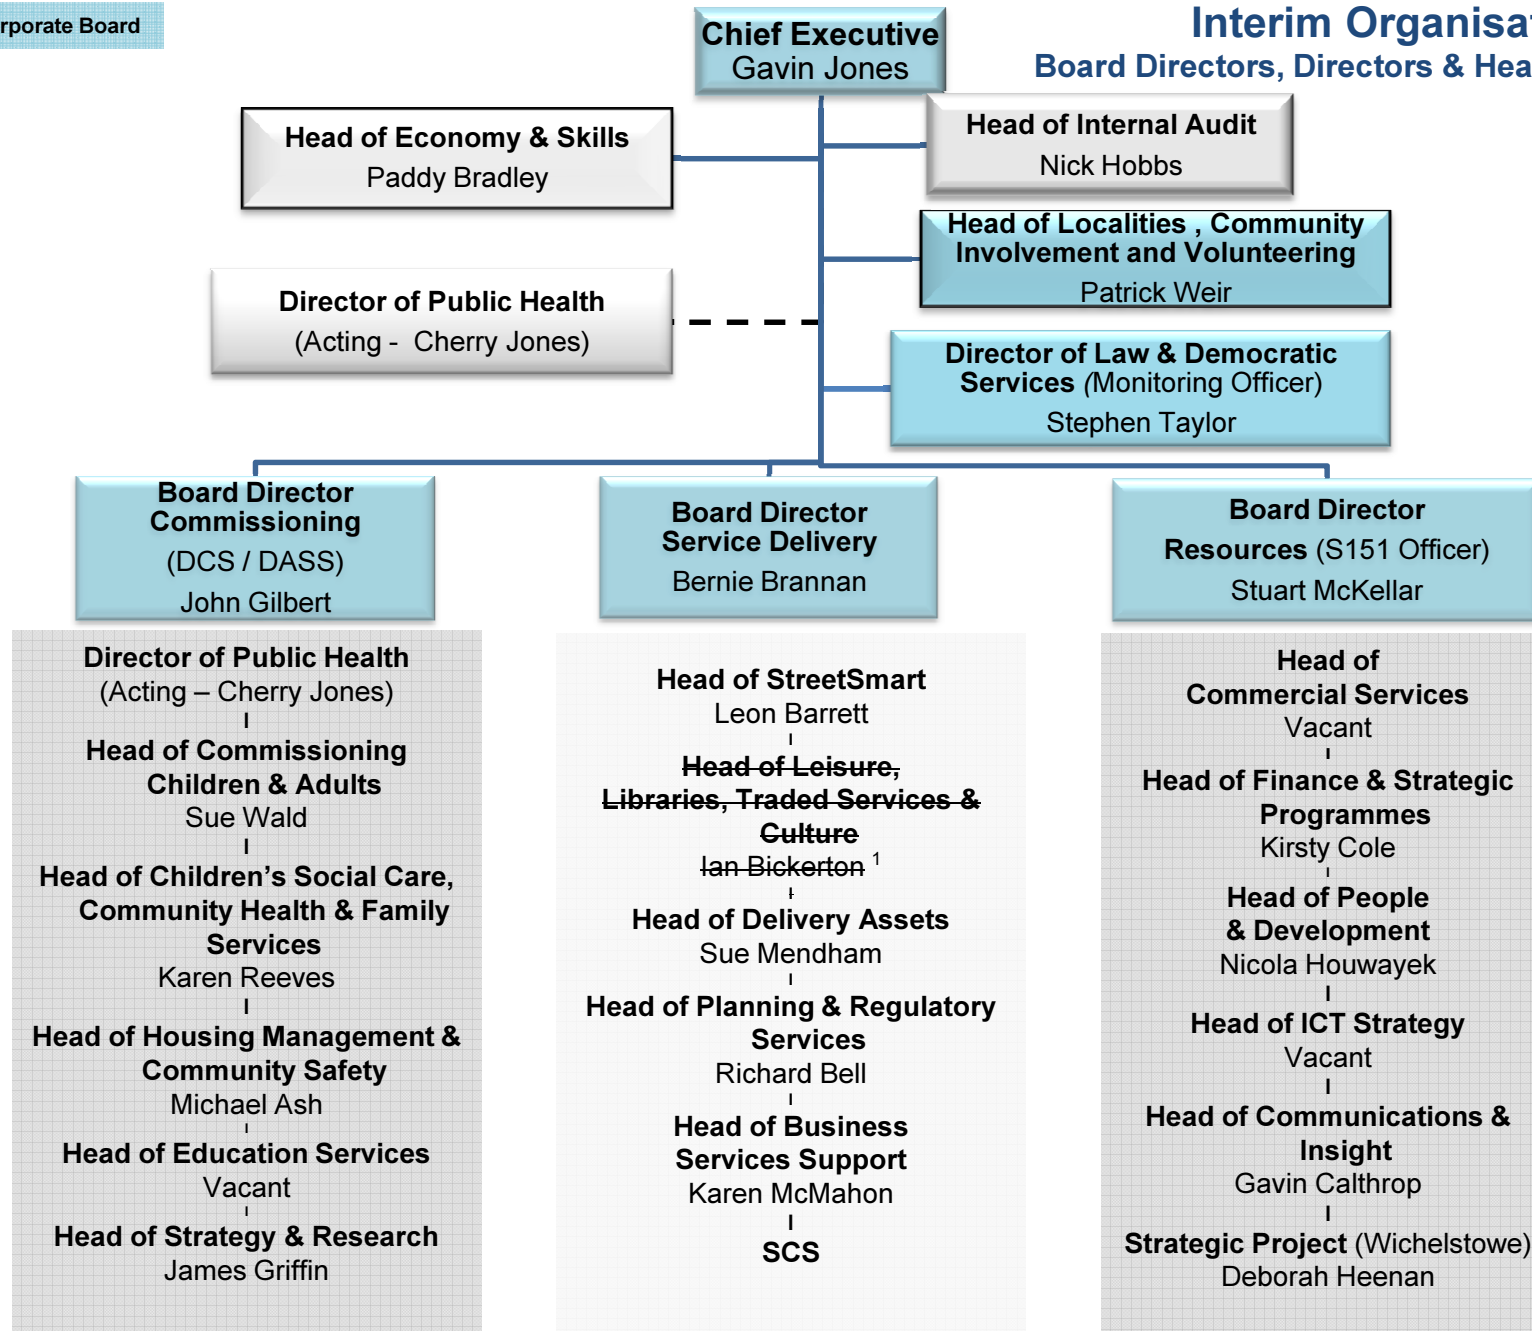 rporate Board
Interim Organisa
Board Directors, Directors & Hea
Chief Executive
Gavin Jones
Head of Economy & Skills
Paddy Bradley
Head of Internal Audit
Nick Hobbs
Head of Localities , Community
Involvement and Volunteering
Patrick Weir
Director of Public Health
(Acting - Cherry Jones)
Director of Law & Democratic
Services (Monitoring Officer)
Stephen Taylor
Board Director
Commissioning
(DCS / DASS)
John Gilbert
Board Director
Service Delivery
Bernie Brannan
Board Director
Resources (S151 Officer)
Stuart McKellar
Director of Public Health
(Acting – Cherry Jones)
Head of Commissioning
Children & Adults
Sue Wald
Head of Children’s Social Care,
Community Health & Family
Services
Karen Reeves
Head of Housing Management &
Community Safety
Michael Ash
Head of Education Services
Vacant
Head of Strategy & Research
James Griffin
Head of StreetSmart
Leon Barrett
Head of Leisure,
Libraries, Traded Services &
Culture
Ian Bickerton 1
Head of Delivery Assets
Sue Mendham
Head of Planning & Regulatory
Services
Richard Bell
Head of Business
Services Support
Karen McMahon
SCS
Head of
Commercial Services
Vacant
Head of Finance & Strategic
Programmes
Kirsty Cole
Head of People
& Development
Nicola Houwayek
Head of ICT Strategy
Vacant
Head of Communications &
Insight
Gavin Calthrop
Strategic Project (Wichelstowe)
Deborah Heenan